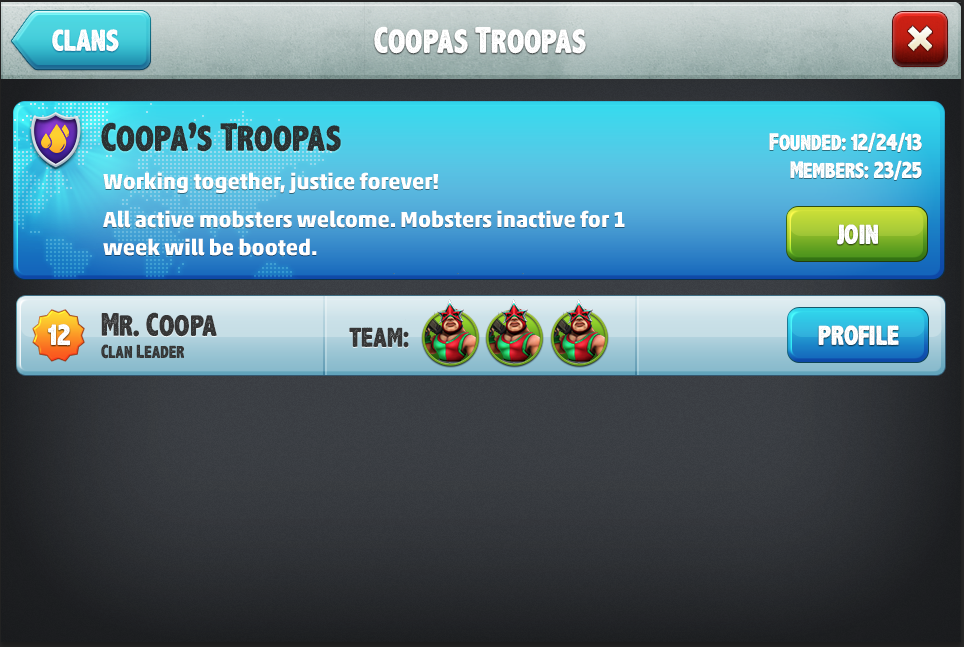 CLANS
COOPAS TROOPAS
COOPA'S TROOPAS
Working together, justice forever!
All active mobsters welcome. Mobsters inactive for 1
week will be booted.
FOUNDED: 12/24/13
MEMBERS: 23/25
JOIN
12
MR. COOPA
CLAN LEADER
TEAM:
PROFILE